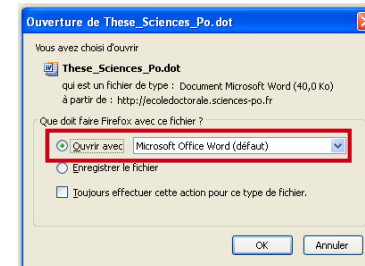 Ouverture de These_Sciences_Po.dot
Vous avez choisi d'ouvrir
These_Sciences_Po.dot
qui est un fichier de type : Document Microsoft Word (40,0 Ko)
à partir de : http://ecoledoctorale.sciences-po.fr
Que doit faire Firefox avec ce fichier ?
Ouvrir avec Microsoft Office Word (défaut)
Enregistrer le fichier
Toujours effectuer cette action pour ce type de fichier.
OK Annuler